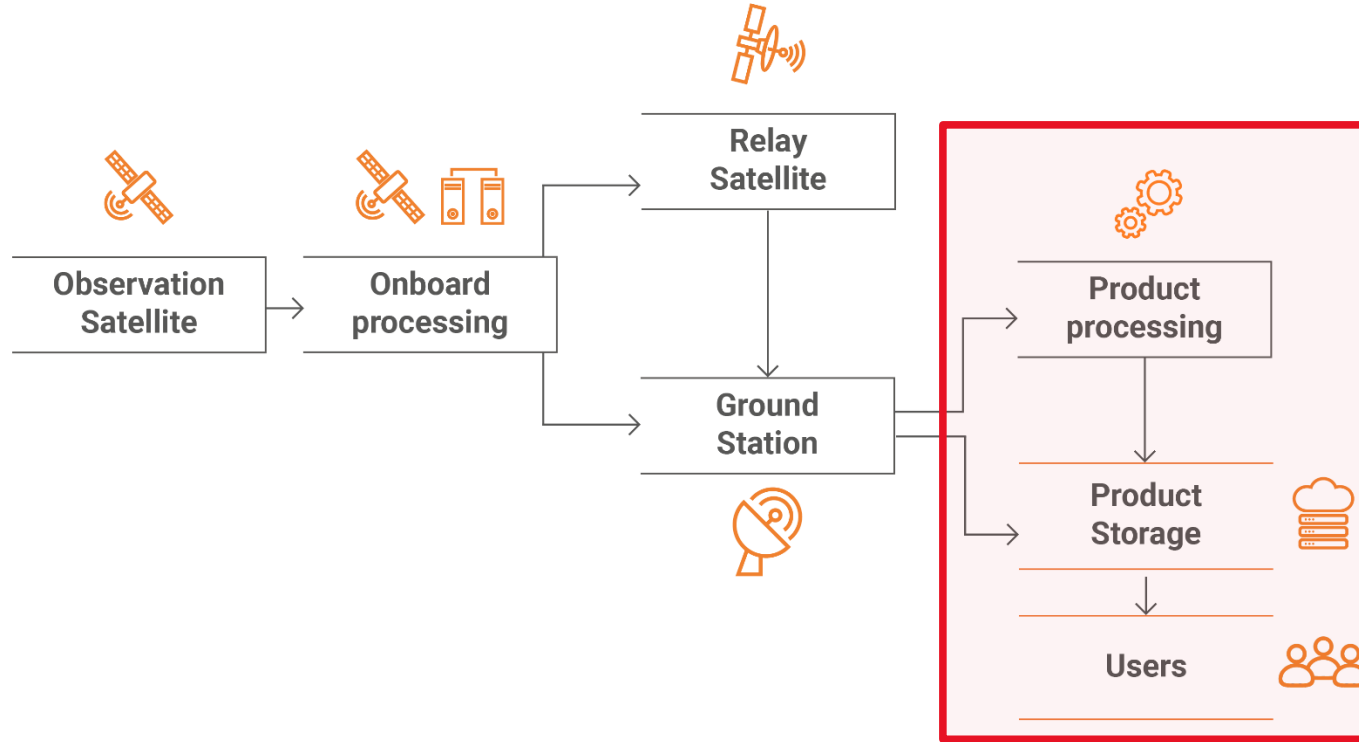 Observation
Satellite
Onboard
processing
Relay
Satellite
Ground
Station
Product
processing
Product
Storage
Users